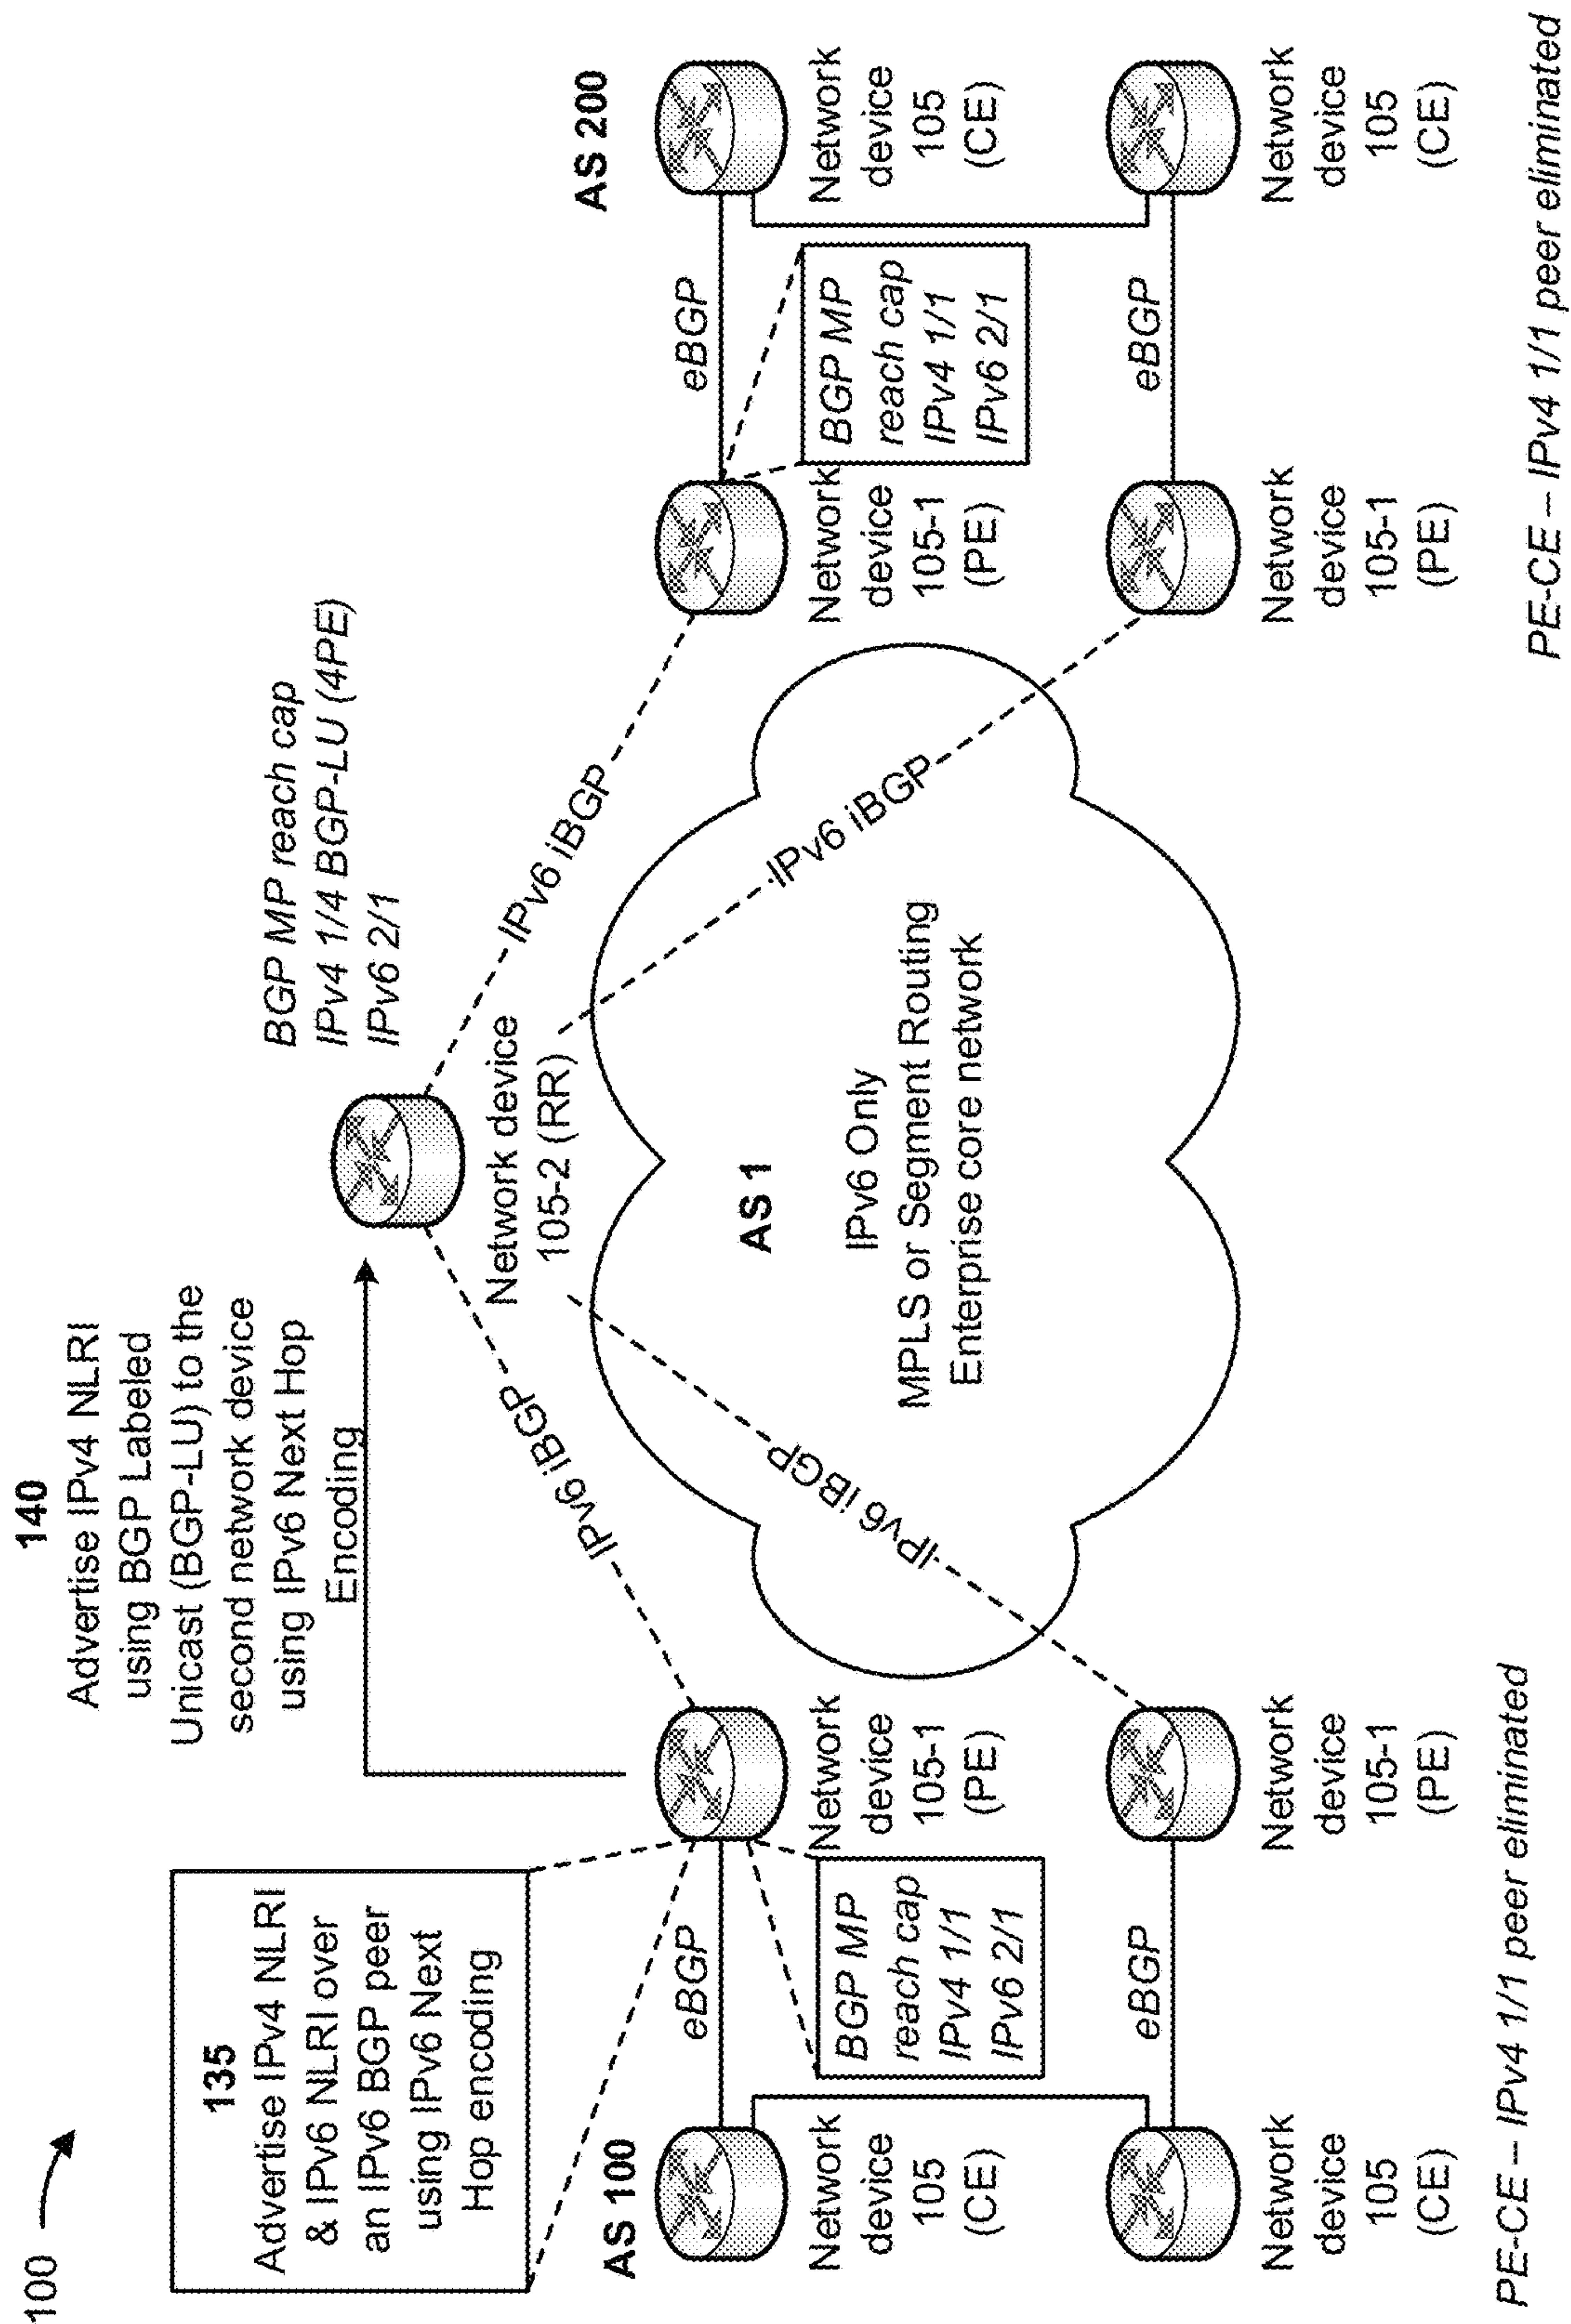 100
135
Advertise IPv4 NLRI
& IPv6 NLRI over
an IPv6 BGP peer
using IPv6 Next
Hop encoding
140
Advertise IPv4 NLRI
using BGP Labeled
Unicast (BGP-LU) to the
second network device
using IPv6 Next Hop
Encoding
BGP MP reach cap
IPv4 1/4 BGP-LU (4PE)
IPv6 2/1
Network device
105-2 (RR)
IPv6 iBGP
IPv6 iBGP
IPv6 iBGP
IPv6 iBGP
AS 100
Network
device
105
(CE)
eBGP
BGP MP
reach cap
IPv4 1/1
IPv6 2/1
Network
device
105-1
(PE)
AS 1
IPv6 Only
MPLS or Segment Routing
Enterprise core network
Network
device
105-1
(PE)
eBGP
BGP MP
reach cap
IPv4 1/1
IPv6 2/1
AS 200
Network
device
105
(CE)
Network
device
105
(CE)
eBGP
Network
device
105-1
(PE)
Network
device
105-1
(PE)
eBGP
Network
device
105
(CE)
PE-CE – IPv4 1/1 peer eliminated
PE-CE – IPv4 1/1 peer eliminated